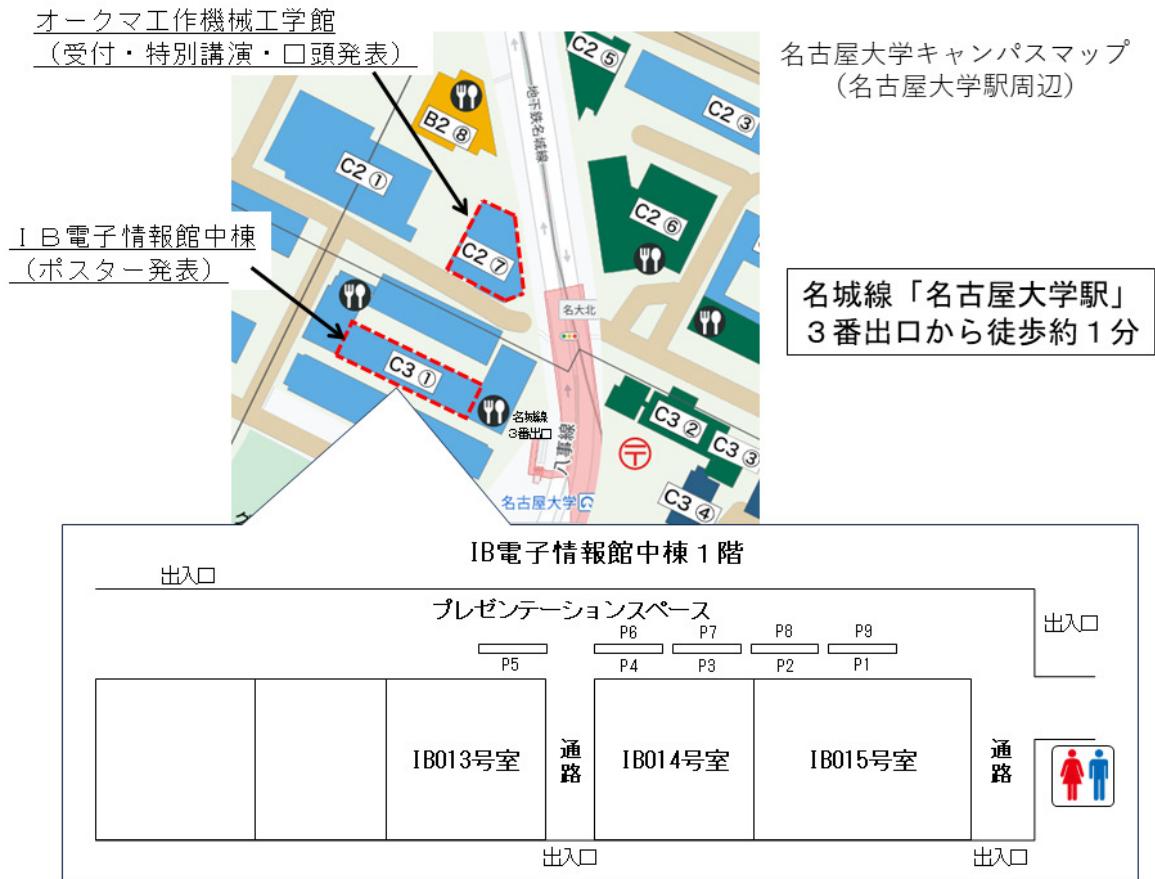 オークマ工作機械工学館
（受付・特別講演・口頭発表）
名古屋大学キャンパスマップ
（名古屋大学駅周辺）
C2⑤
地下鉄名城線
C2③
B2⑧
C2①
C2⑥
ＩＢ電子情報館中棟
（ポスター発表）
C2⑦
名城線「名古屋大学駅」
３番出口から徒歩約１分
名大北
C3①
名城線
３番出口
八事線
C3②
C3③
C3④
名古屋大学
IB電子情報館中棟１階
出入口
プレゼンテーションスペース
出入口
P6 P7 P8 P9
P5 P4 P3 P2 P1
IB013号室
通路
IB014号室
IB015号室
通路
出入口
出入口